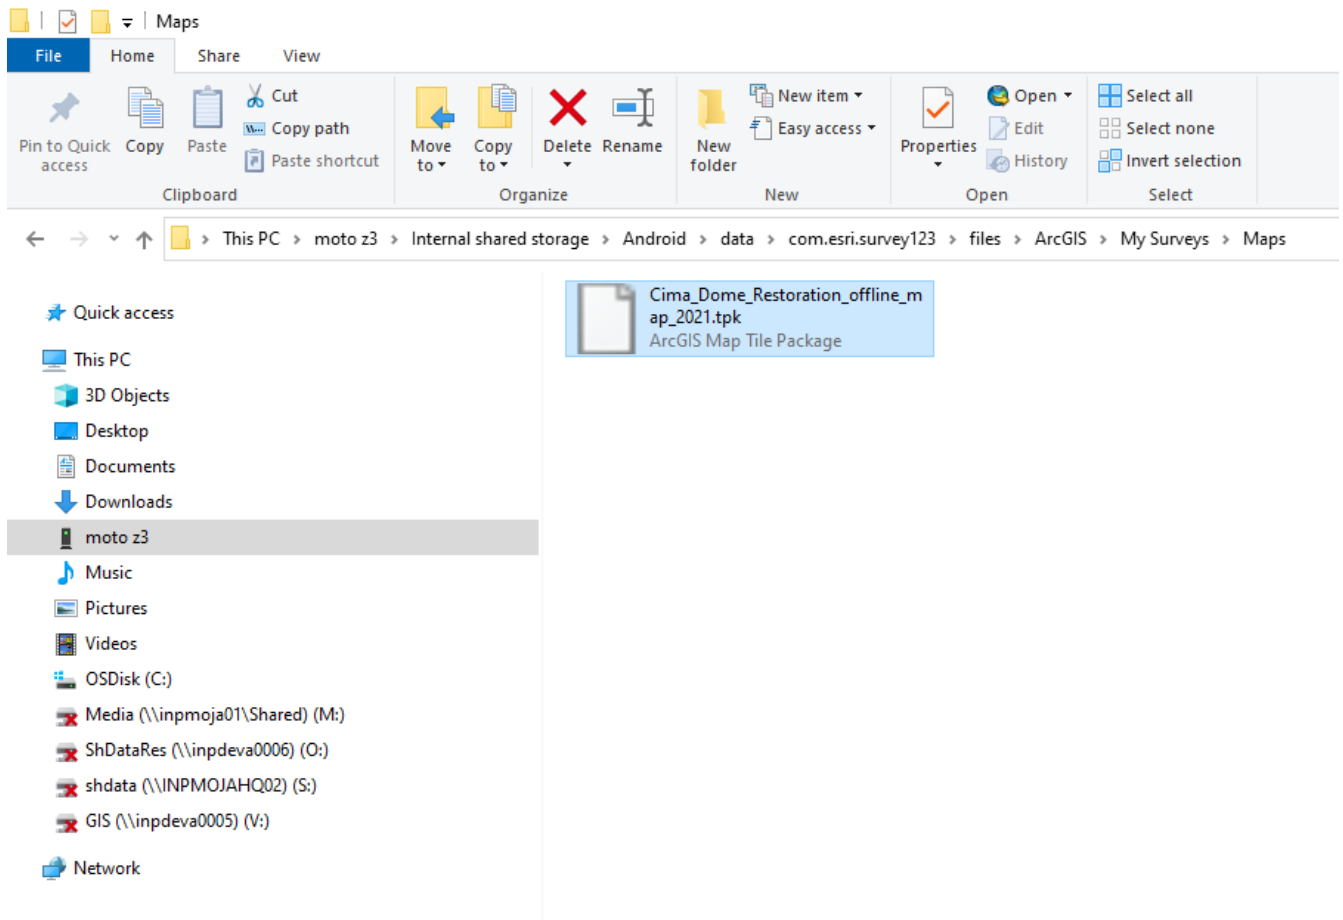 Maps
File Home Share View
Pin to Quick access
Copy
Paste
Cut
Copy path
Paste shortcut
Clipboard
Move to
Copy to
Delete
Rename
Organize
New folder
New item
Easy access
New
Properties
Open
Edit
History
Open
Select all
Select none
Invert selection
Select
This PC > moto z3 > Internal shared storage > Android > data > com.esri.survey123 > files > ArcGIS > My Surveys > Maps
Quick access
This PC
3D Objects
Desktop
Documents
Downloads
moto z3
Music
Pictures
Videos
OSDisk (C:)
Media (\\inpmoja01\Shared) (M:)
ShDataRes (\\inpdeva0006) (O:)
shdata (\\INPMOJAHQ02) (S:)
GIS (\\inpdeva0005) (V:)
Network
Cima_Dome_Restoration_offline_m
ap_2021.tpk
ArcGIS Map Tile Package